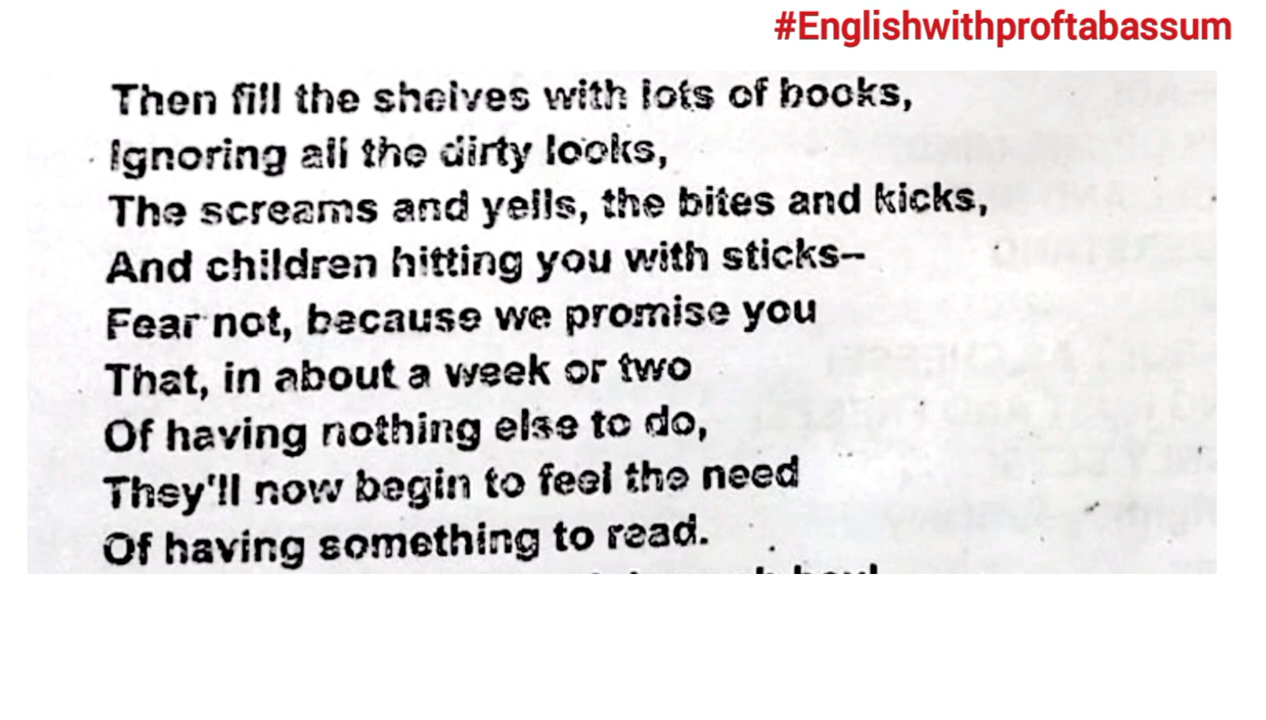 #Englishwithproftabassum
Then fill the shelves with lots of books,
Ignoring all the dirty looks,
The screams and yells, the bites and kicks,
And children hitting you with sticks–
Fear not, because we promise you
That, in about a week or two
Of having nothing else to do,
They'll now begin to feel the need
Of having something to read.